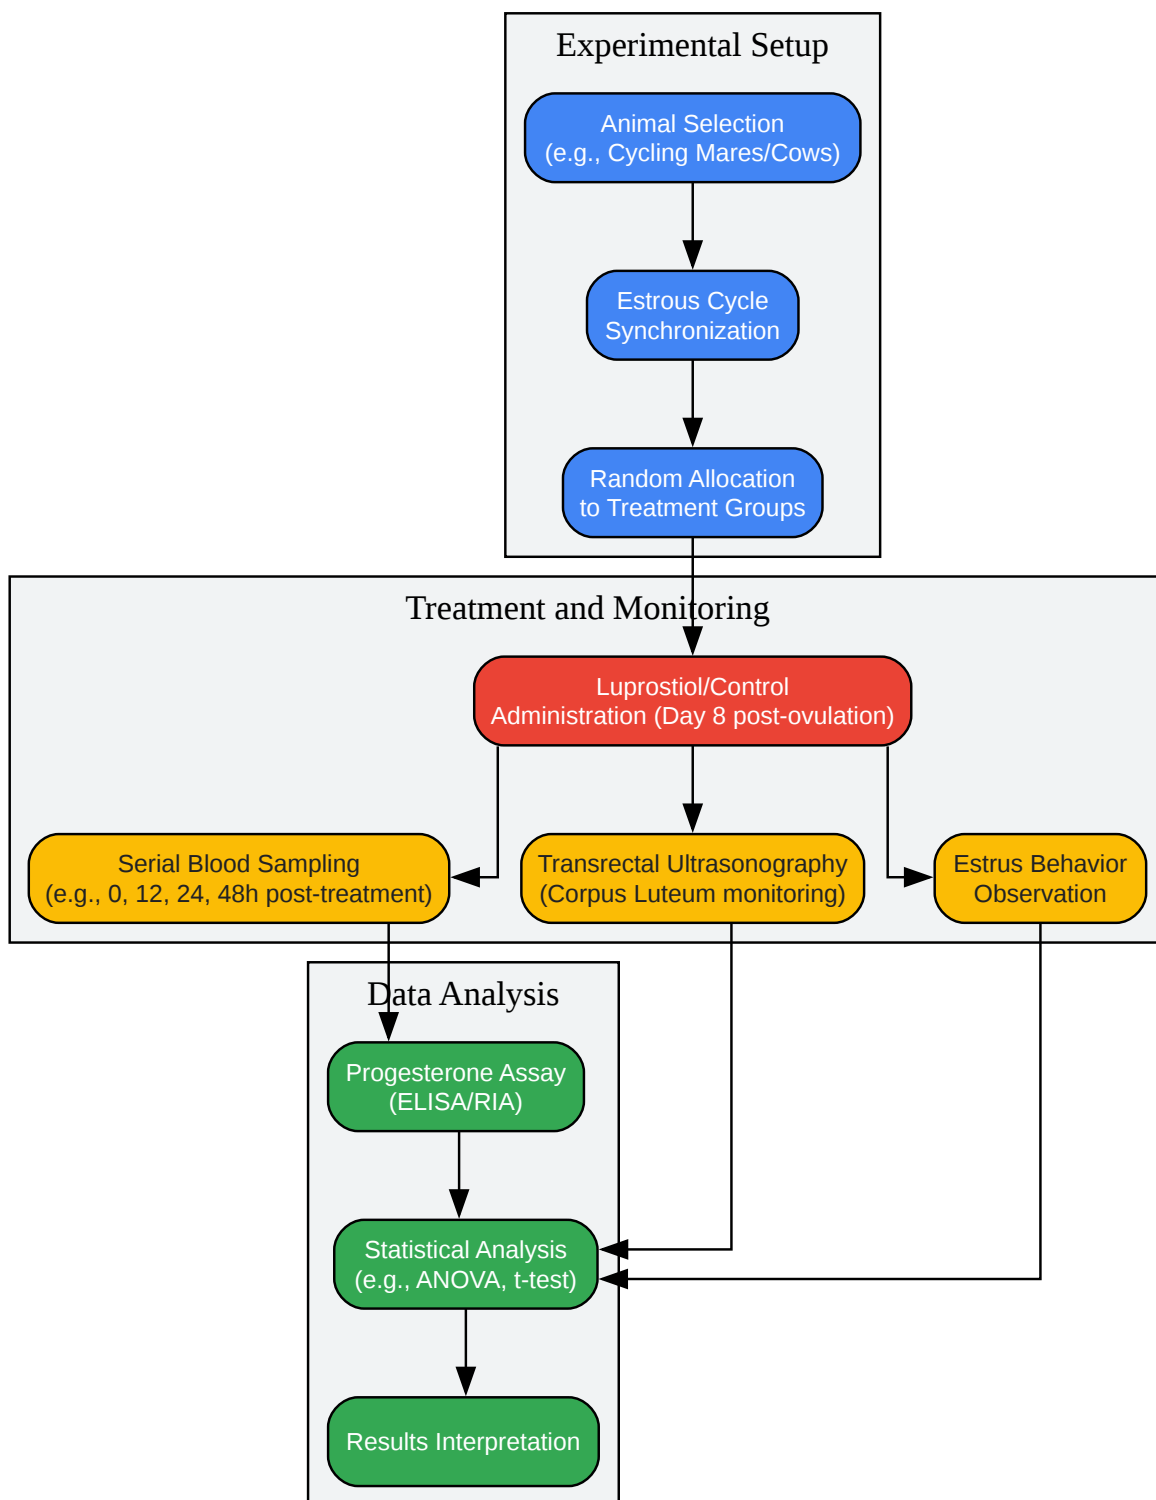 Experimental Setup
Animal Selection
(e.g., Cycling Mares/Cows)
Estrous Cycle
Synchronization
Random Allocation
to Treatment Groups
Treatment and Monitoring
Luprostiol/Control
Administration (Day 8 post-ovulation)
Serial Blood Sampling
(e.g., 0, 12, 24, 48h post-treatment)
Transrectal Ultrasonography
(Corpus Luteum monitoring)
Estrus Behavior
Observation
Data Analysis
Progesterone Assay
(ELISA/RIA)
Statistical Analysis
(e.g., ANOVA, t-test)
Results Interpretation